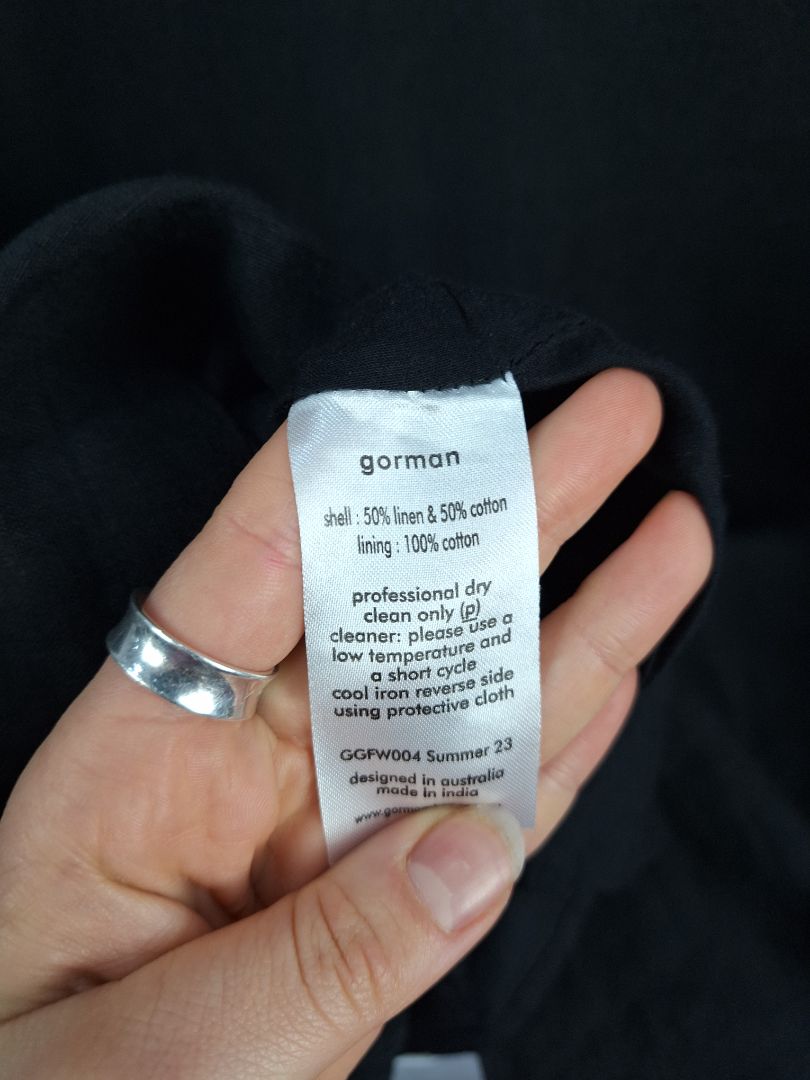 gorman
shell : 50% linen & 50% cotton
lining : 100% cotton
professional dry
clean only (p)
cleaner: please use a
low temperature and
a short cycle
cool iron reverse side
using protective cloth
GGFW004 Summer 23
designed in australia
made in india